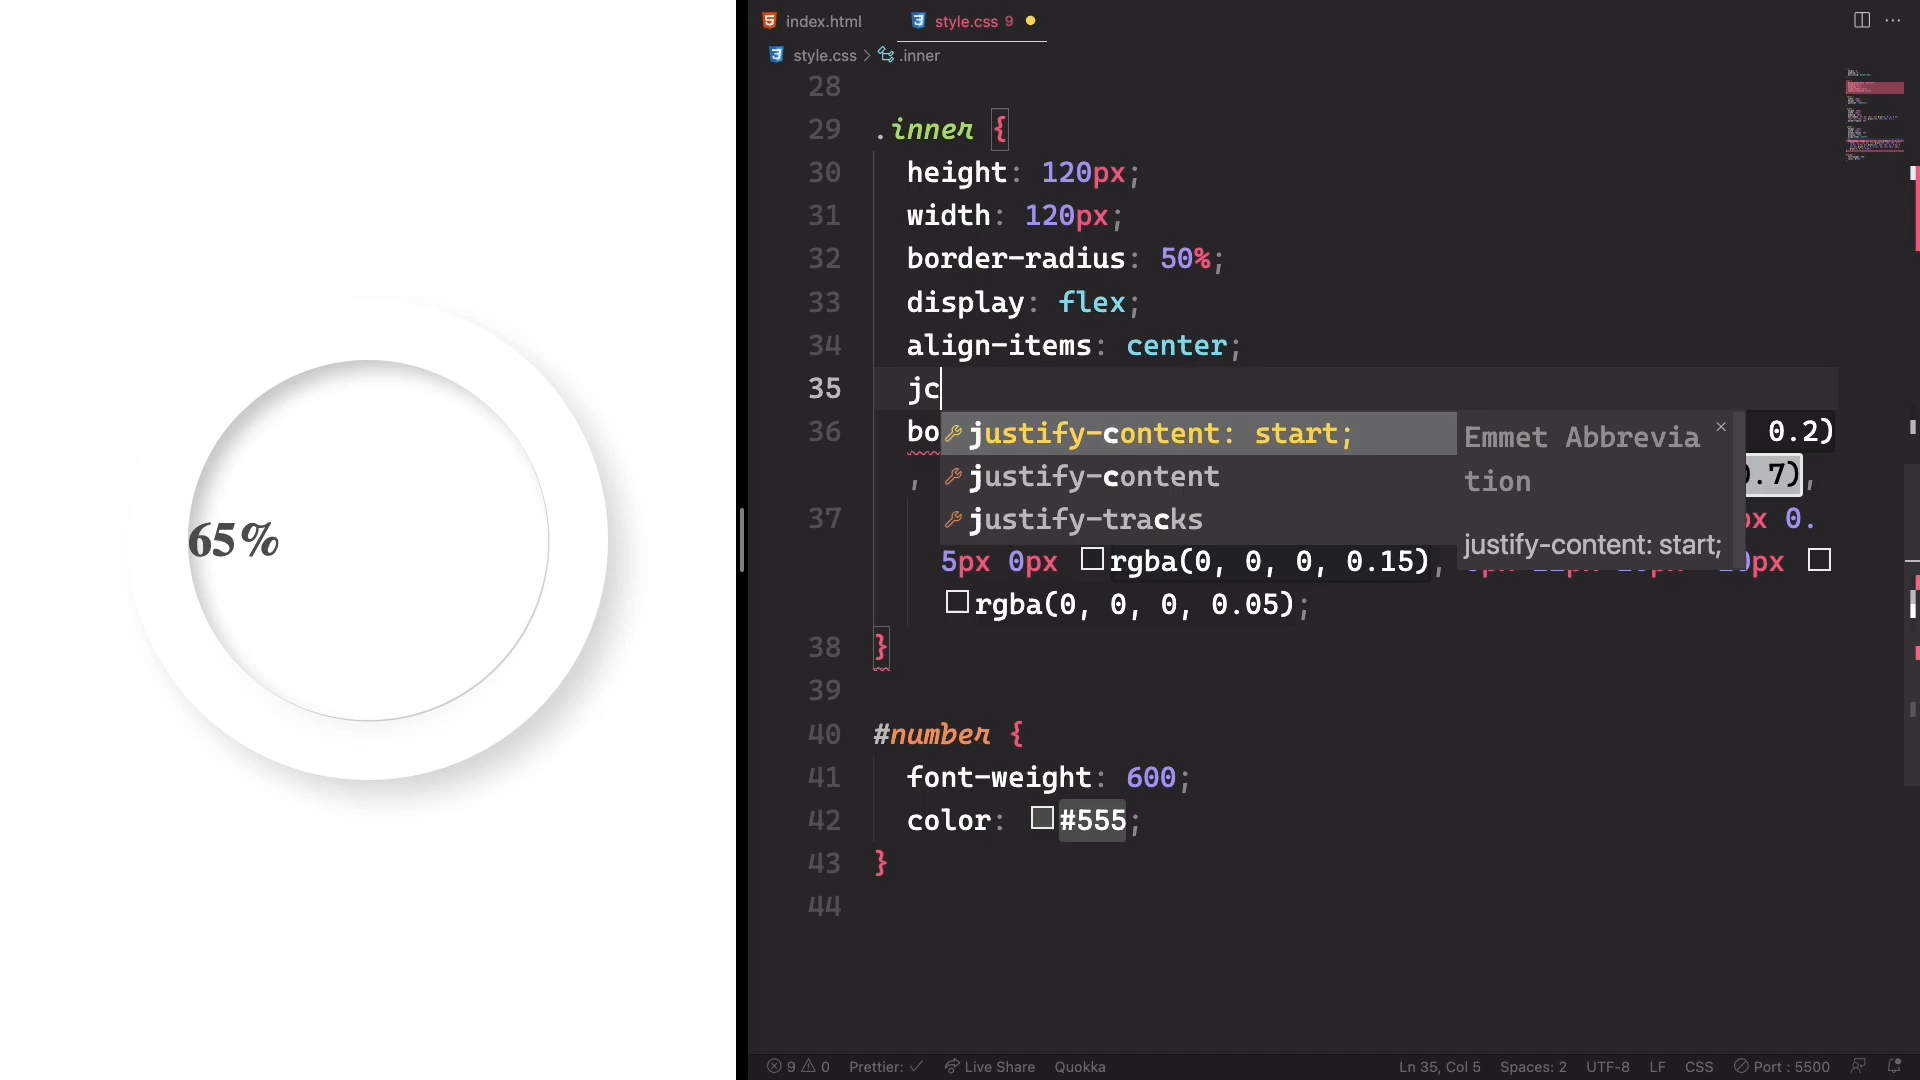 65%
index.html
style.css 9
style.css > .inner
28
29 .inner {
30 height: 120px;
31 width: 120px;
32 border-radius: 50%;
33 display: flex;
34 align-items: center;
35 jc
justify-content: start;
justify-content
justify-tracks
Emmet Abbrevia
tion
justify-content: start;
36 bo 0.2)
, .7),
37 px 0.
5px 0px rgba(0, 0, 0, 0.15), px
rgba(0, 0, 0, 0.05);
38 }
39
40 #number {
41 font-weight: 600;
42 color: #555;
43 }
44
9 0 Prettier: ✓ Live Share Quokka Ln 35, Col 5 Spaces: 2 UTF-8 LF CSS Port : 5500